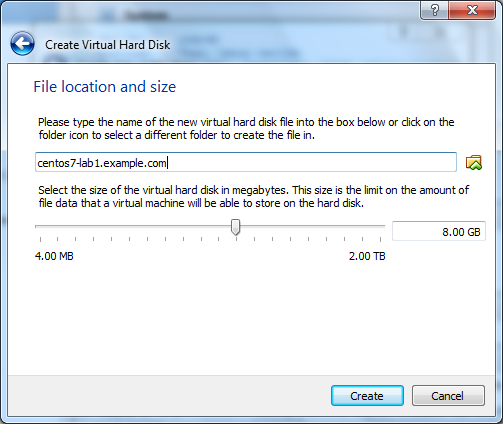 Create Virtual Hard Disk
File location and size
Please type the name of the new virtual hard disk file into the box below or click on the
folder icon to select a different folder to create the file in.
centos7-lab1.example.com
Select the size of the virtual hard disk in megabytes. This size is the limit on the amount of
file data that a virtual machine will be able to store on the hard disk.
8.00 GB
4.00 MB 2.00 TB
Create Cancel